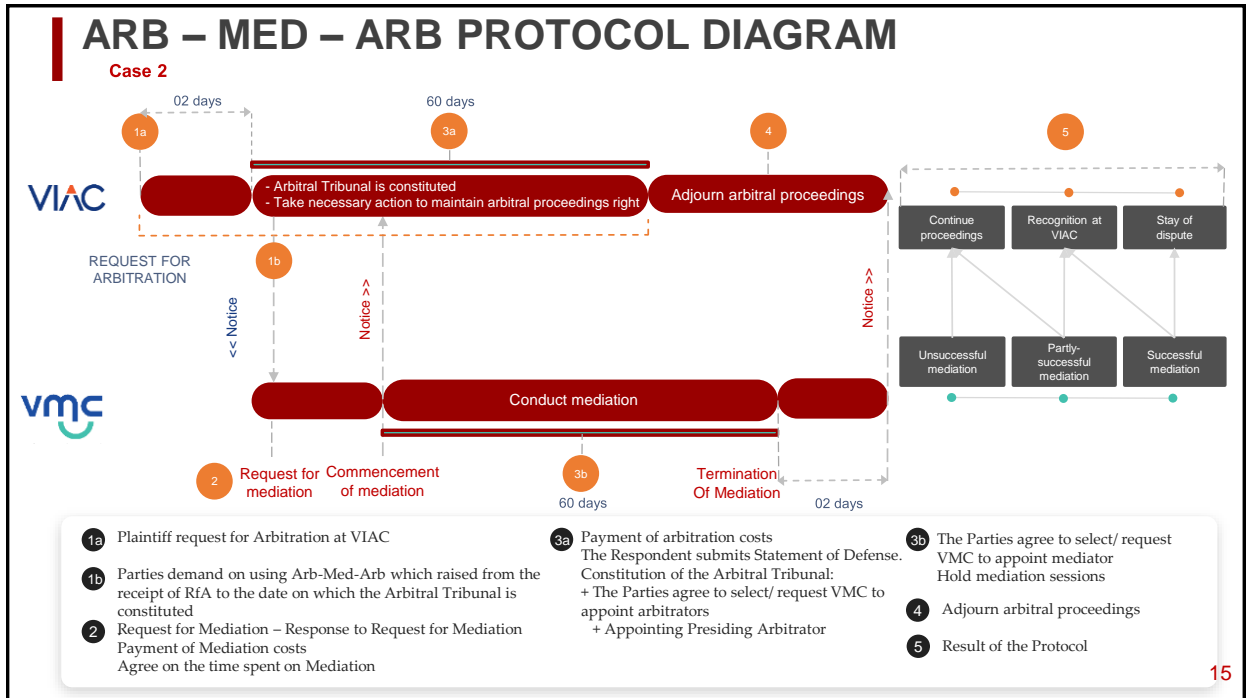 ARB – MED – ARB PROTOCOL DIAGRAM
Case 2
02 days
60 days
1a
3a
4
5
VIAC
- Arbitral Tribunal is constituted
- Take necessary action to maintain arbitral proceedings right
Adjourn arbitral proceedings
Continue
proceedings
Recognition at
VIAC
Stay of
dispute
REQUEST FOR
ARBITRATION
1b
<< Notice
Notice >>
Notice >>
Unsuccessful
mediation
Partly-
successful
mediation
Successful
mediation
vmc
Conduct mediation
2
Request for
mediation
Commencement
of mediation
3b
60 days
Termination
Of Mediation
02 days
1a Plaintiff request for Arbitration at VIAC
1b Parties demand on using Arb-Med-Arb which raised from the
receipt of RfA to the date on which the Arbitral Tribunal is
constituted
2 Request for Mediation – Response to Request for Mediation
Payment of Mediation costs
Agree on the time spent on Mediation
3a Payment of arbitration costs
The Respondent submits Statement of Defense.
Constitution of the Arbitral Tribunal:
+ The Parties agree to select/ request VMC to
appoint arbitrators
+ Appointing Presiding Arbitrator
3b The Parties agree to select/ request
VMC to appoint mediator
Hold mediation sessions
4 Adjourn arbitral proceedings
5 Result of the Protocol
15